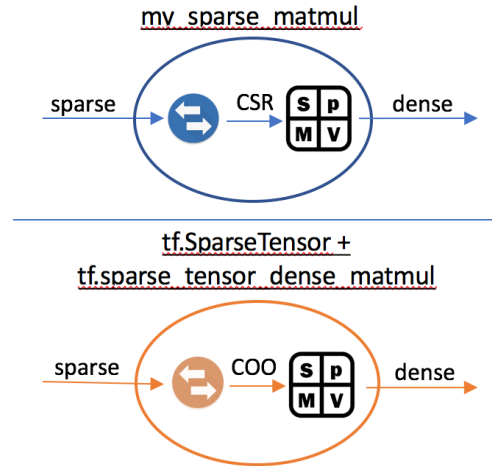 mv_sparse_matmul
sparse
CSR
S p
M V
dense
tf.SparseTensor +
tf.sparse_tensor_dense_matmul
sparse
COO
S p
M V
dense